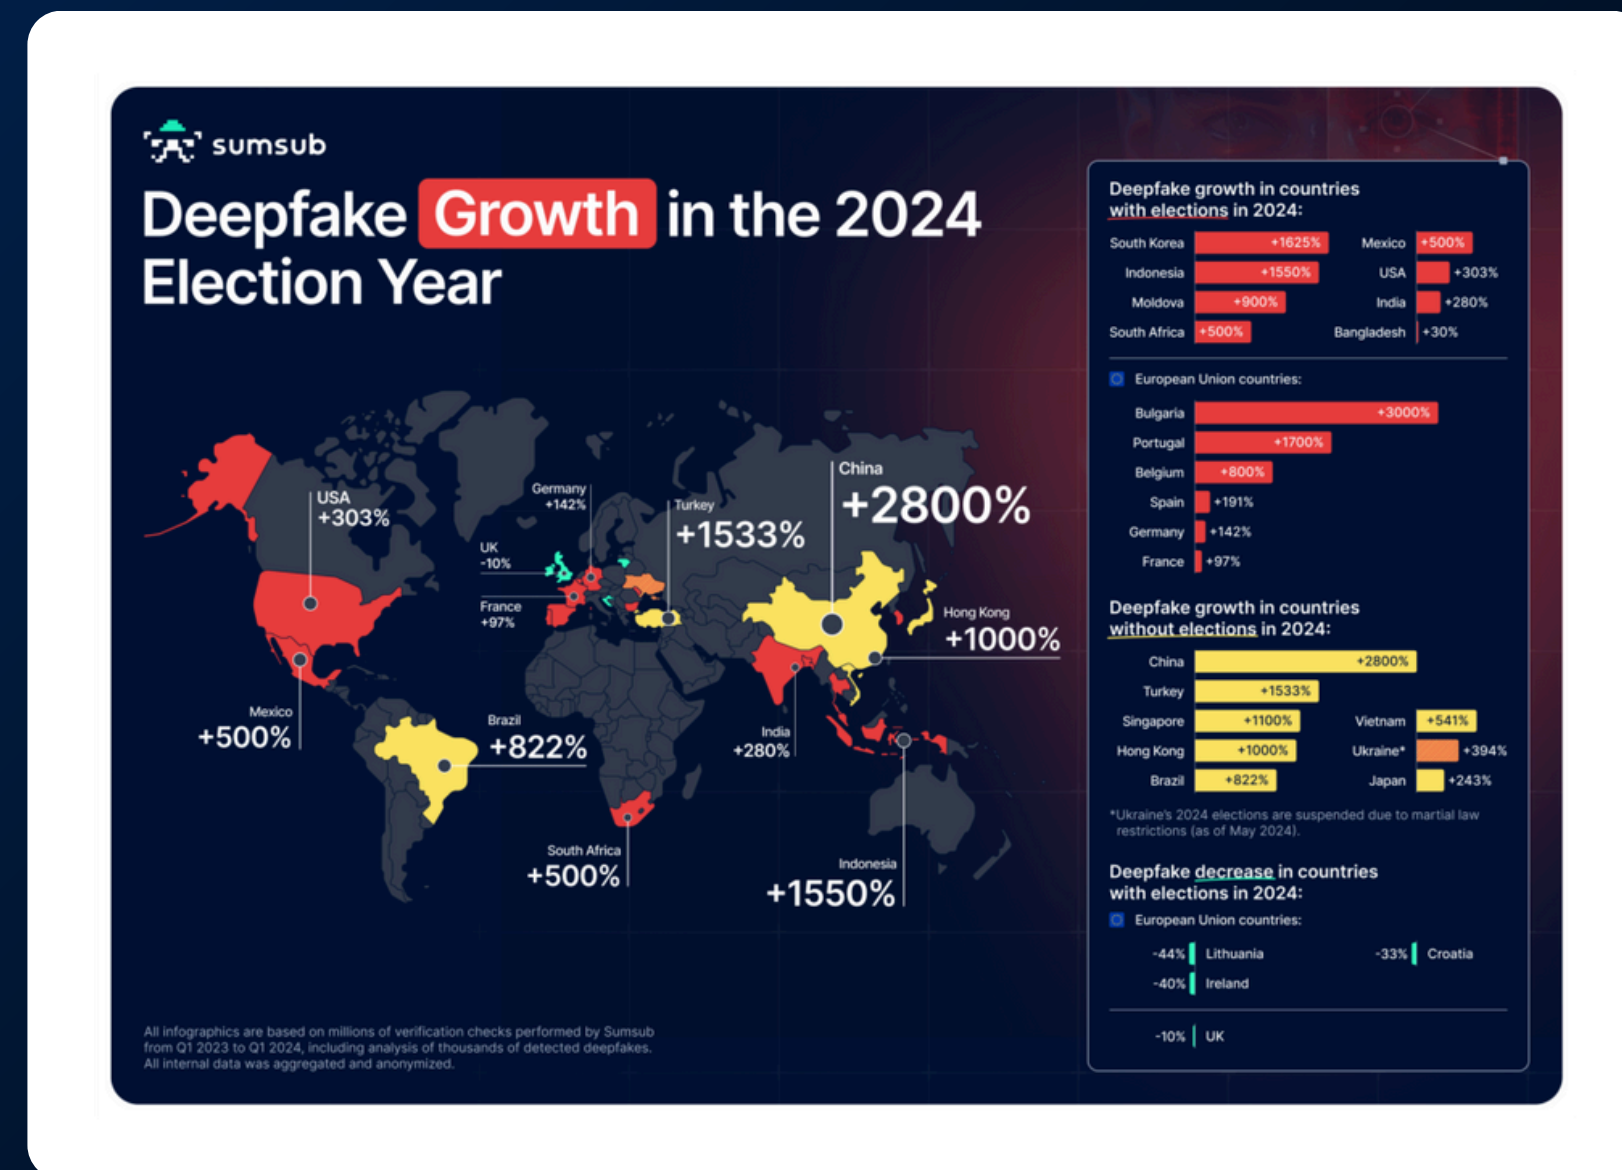 sumsub
Deepfake Growth in the 2024
Election Year
USA
+303%
Germany
+142%
Turkey
+1533%
China
+2800%
UK
-10%
France
+97%
Hong Kong
+1000%
Mexico
+500%
Brazil
+822%
India
+280%
South Africa
+500%
Indonesia
+1550%
All infographics are based on millions of verification checks performed by Sumsub
from Q1 2023 to Q1 2024, including analysis of thousands of detected deepfakes.
All internal data was aggregated and anonymized.
Deepfake growth in countries
with elections in 2024:
South Korea +1625% Mexico +500%
Indonesia +1550% USA +303%
Moldova +900% India +280%
South Africa +500% Bangladesh +30%
European Union countries:
Bulgaria +3000%
Portugal +1700%
Belgium +800%
Spain +191%
Germany +142%
France +97%
Deepfake growth in countries
without elections in 2024:
China +2800%
Turkey +1533%
Singapore +1100% Vietnam +541%
Hong Kong +1000% Ukraine* +394%
Brazil +822% Japan +243%
*Ukraine's 2024 elections are suspended due to martial law
restrictions (as of May 2024).
Deepfake decrease in countries
with elections in 2024:
European Union countries:
-44% Lithuania -33% Croatia
-40% Ireland
-10% UK